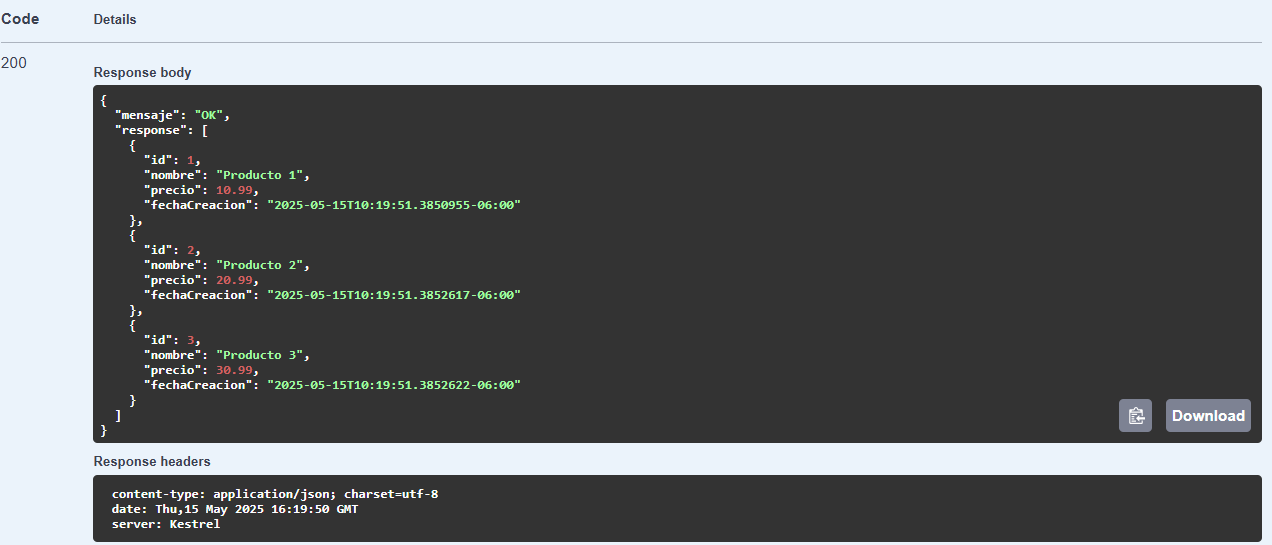 Code Details
200
Response body
{
  "mensaje": "OK",
  "response": [
    {
      "id": 1,
      "nombre": "Producto 1",
      "precio": 10.99,
      "fechaCreacion": "2025-05-15T10:19:51.3850955-06:00"
    },
    {
      "id": 2,
      "nombre": "Producto 2",
      "precio": 20.99,
      "fechaCreacion": "2025-05-15T10:19:51.3852617-06:00"
    },
    {
      "id": 3,
      "nombre": "Producto 3",
      "precio": 30.99,
      "fechaCreacion": "2025-05-15T10:19:51.3852622-06:00"
    }
  ]
}
Download
Response headers
content-type: application/json; charset=utf-8
date: Thu,15 May 2025 16:19:50 GMT
server: Kestrel